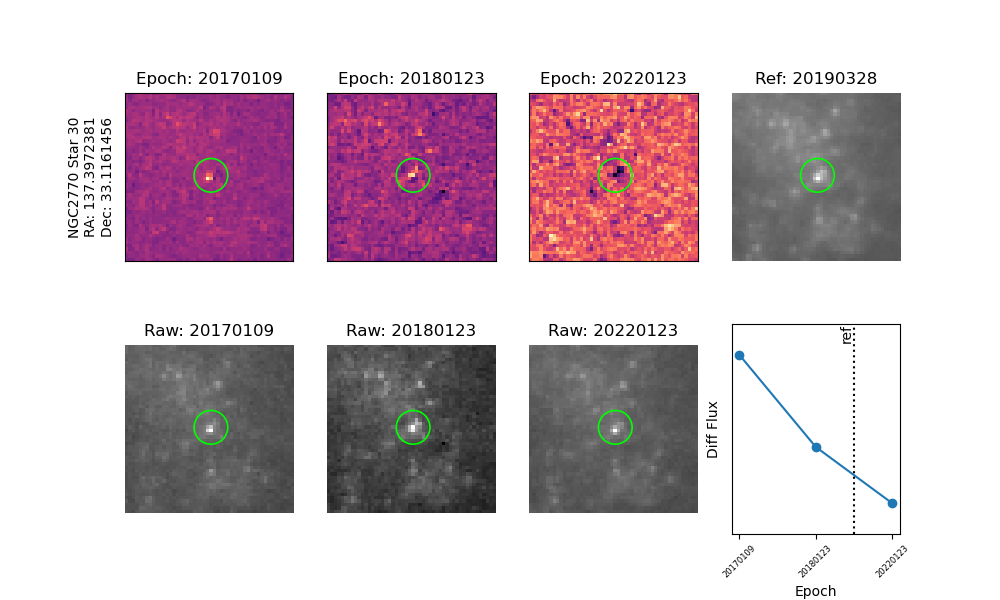 NGC2770 Star 30
RA: 137.3972381
Dec: 33.1161456
Epoch: 20170109
Epoch: 20180123
Epoch: 20220123
Ref: 20190328
Raw: 20170109
Raw: 20180123
Raw: 20220123
ref
Diff Flux
20170109
20180123
20220123
Epoch